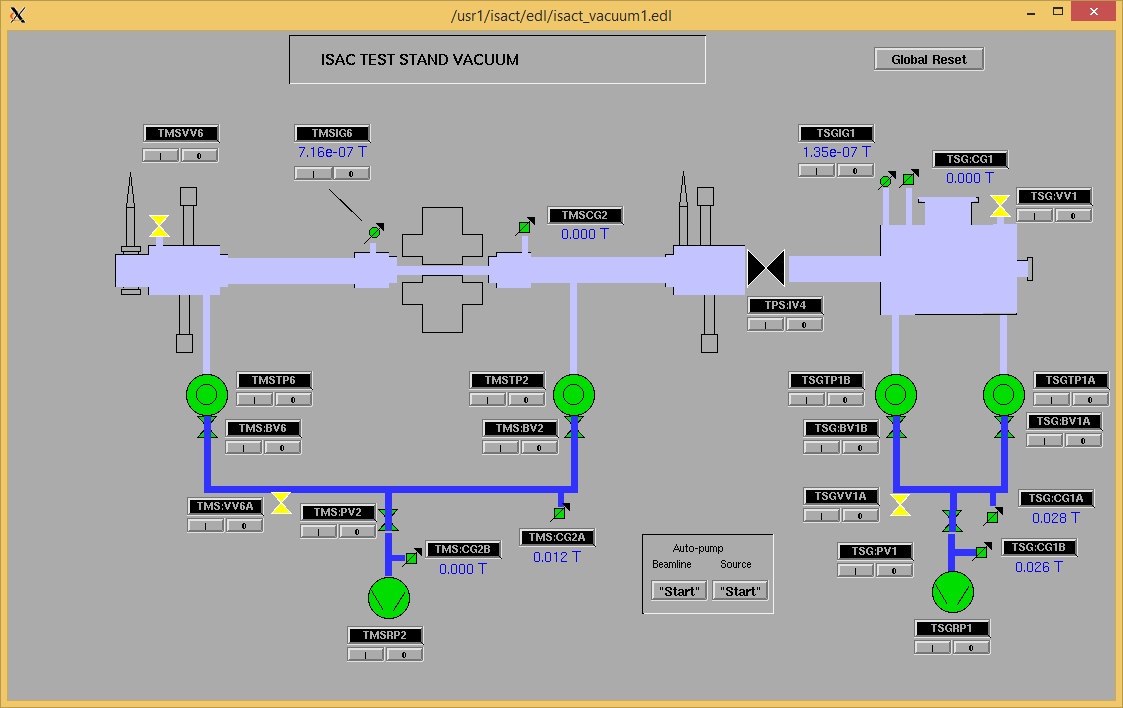 /usr1/isact/edl/isact_vacuum1.edl
ISAC TEST STAND VACUUM
Global Reset
TMSVV6
| 0
TMSIG6
7.16e-07 T
| 0
TSGIG1
1.35e-07 T
| 0
TSG:CG1
0.000 T
TSG:VV1
| 0
TMSCG2
0.000 T
TPS:IV4
| 0
TMSTP6
| 0
TMS:BV6
| 0
TMSTP2
| 0
TMS:BV2
| 0
TSGTP1B
| 0
TSG:BV1B
| 0
TSGTP1A
| 0
TSG:BV1A
| 0
TMS:VV6A
| 0
TMS:PV2
| 0
TMS:CG2A
0.012 T
TMS:CG2B
0.000 T
TMSRP2
| 0
Auto-pump
Beamline Source
"Start" "Start"
TSGVV1A
| 0
TSG:CG1A
0.028 T
TSG:PV1
| 0
TSG:CG1B
0.026 T
TSGRP1
| 0